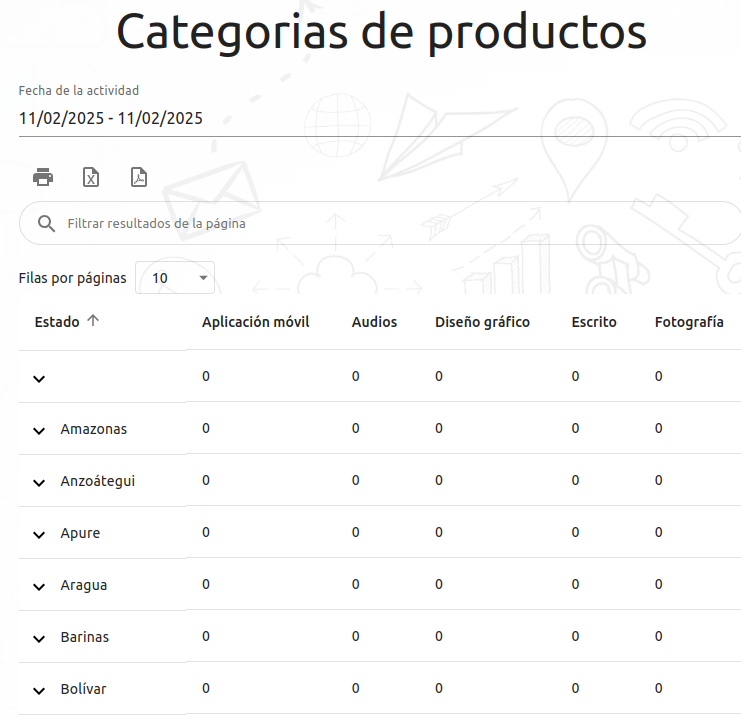 Categorias de productos
Fecha de la actividad
11/02/2025 - 11/02/2025
Filtrar resultados de la página
Filas por páginas 10
Estado Aplicación móvil Audios Diseño gráfico Escrito Fotografía
0 0 0 0 0
Amazonas 0 0 0 0 0
Anzoátegui 0 0 0 0 0
Apure 0 0 0 0 0
Aragua 0 0 0 0 0
Barinas 0 0 0 0 0
Bolívar 0 0 0 0 0